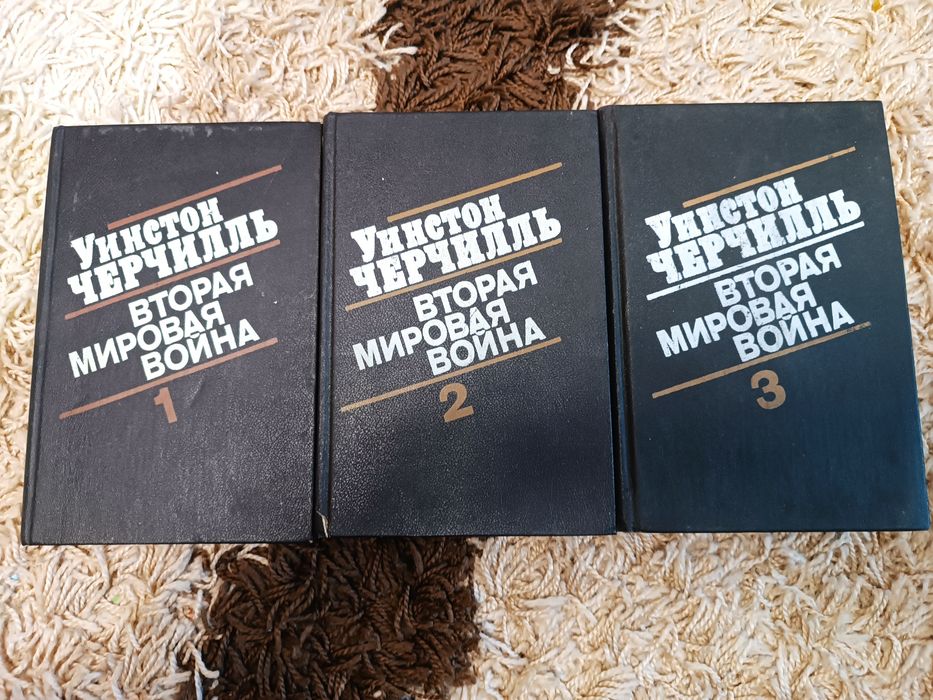 Уинстон
ЧЕРЧИЛЛЬ
ВТОРАЯ
МИРОВАЯ
ВОЙНА
1
Уинстон
ЧЕРЧИЛЛЬ
ВТОРАЯ
МИРОВАЯ
ВОЙНА
2
Уинстон
ЧЕРЧИЛЛЬ
ВТОРАЯ
МИРОВАЯ
ВОЙНА
3